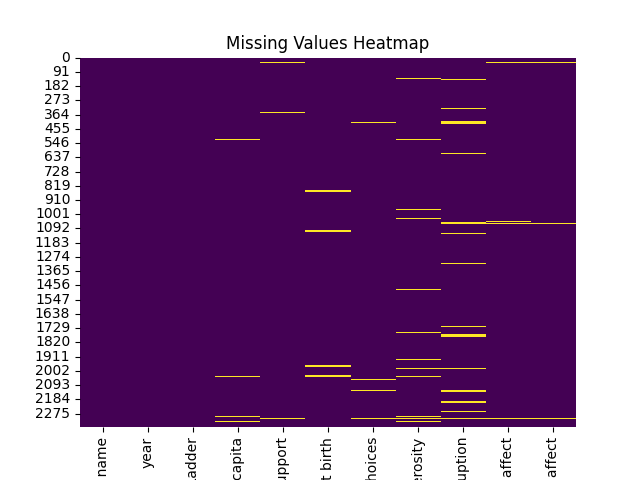 Missing Values Heatmap
0
91
182
273
364
455
546
637
728
819
910
1001
1092
1183
1274
1365
1456
1547
1638
1729
1820
1911
2002
2093
2184
2275
name
year
adder
capita
upport
t birth
hoices
erosity
uption
affect
affect